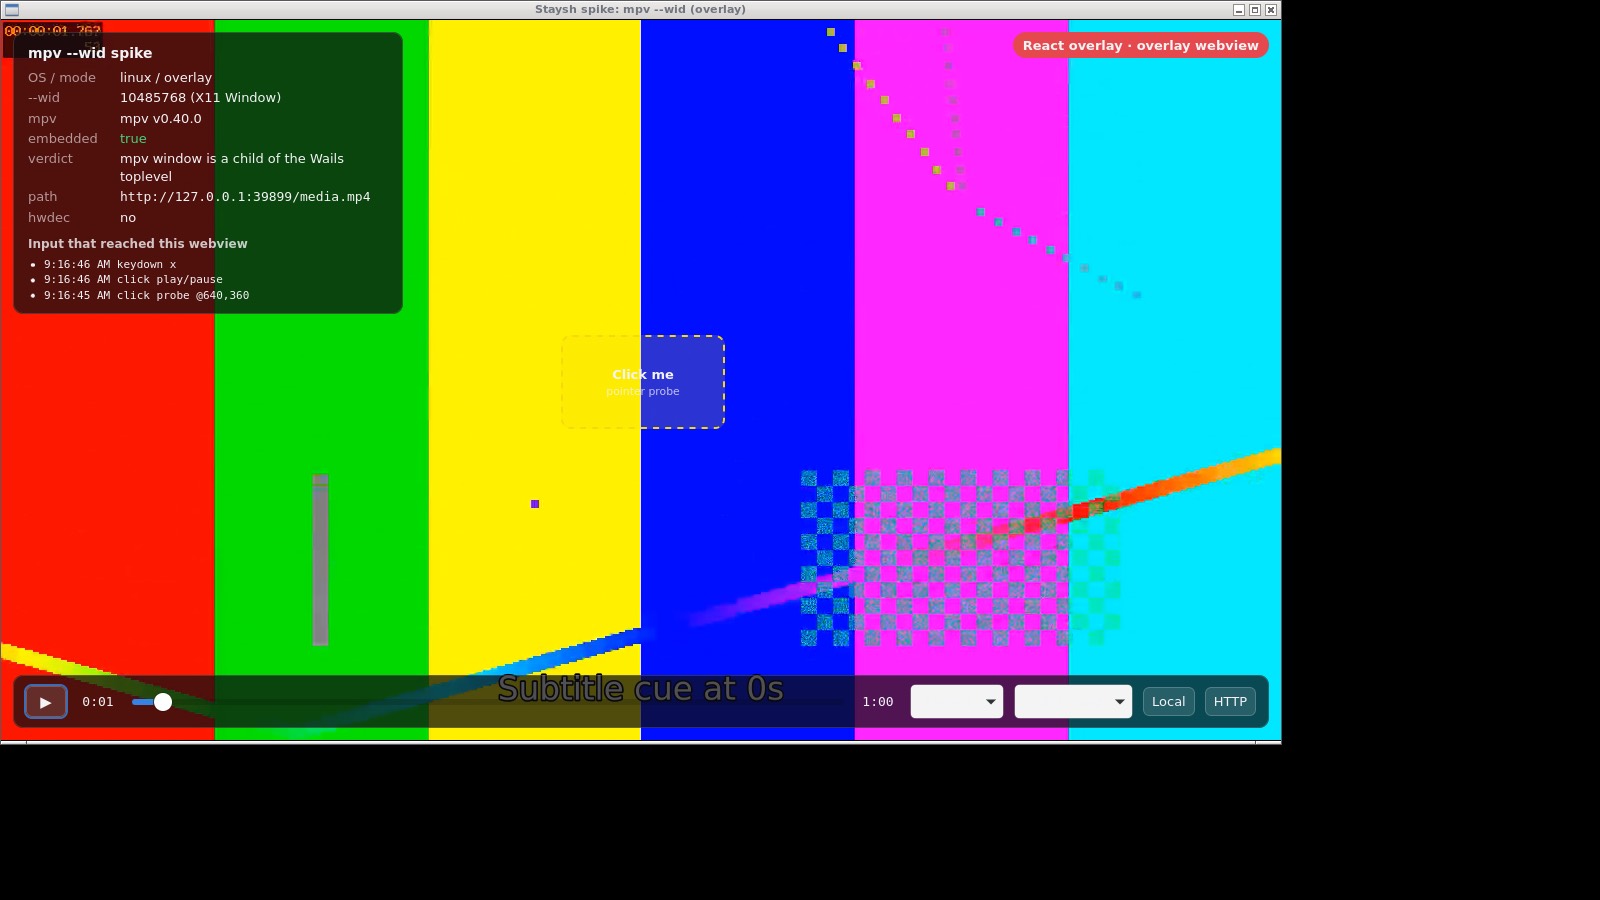 Staysh spike: mpv --wid (overlay)
mpv --wid spike
React overlay · overlay webview
OS / mode linux / overlay
--wid 10485768 (X11 Window)
mpv mpv v0.40.0
embedded true
verdict mpv window is a child of the Wails
toplevel
path http://127.0.0.1:39899/media.mp4
hwdec no
Input that reached this webview
• 9:16:46 AM keydown x
• 9:16:46 AM click play/pause
• 9:16:45 AM click probe @640,360
Click me
pointer probe
Subtitle cue at 0s
0:01 1:00 Local HTTP